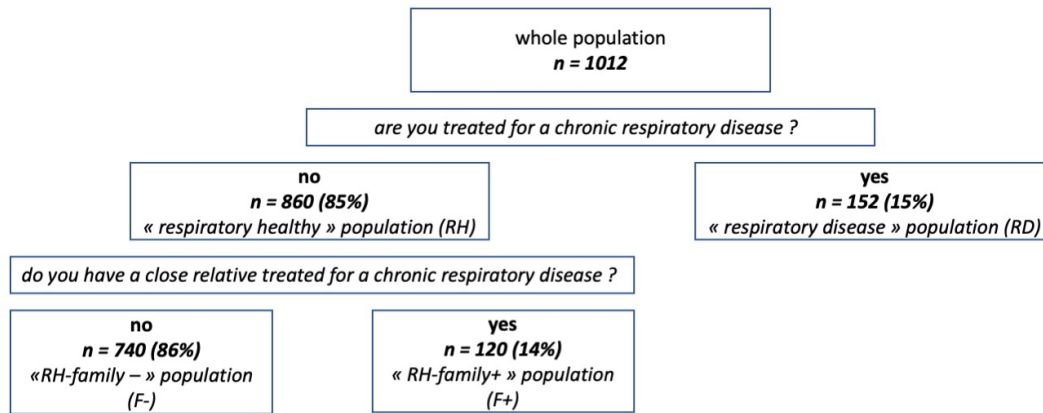 whole population
n = 1012
are you treated for a chronic respiratory disease ?
no
n = 860 (85%)
« respiratory healthy » population (RH)
yes
n = 152 (15%)
« respiratory disease » population (RD)
do you have a close relative treated for a chronic respiratory disease ?
no
n = 740 (86%)
«RH-family – » population
(F-)
yes
n = 120 (14%)
« RH-family+ » population
(F+)